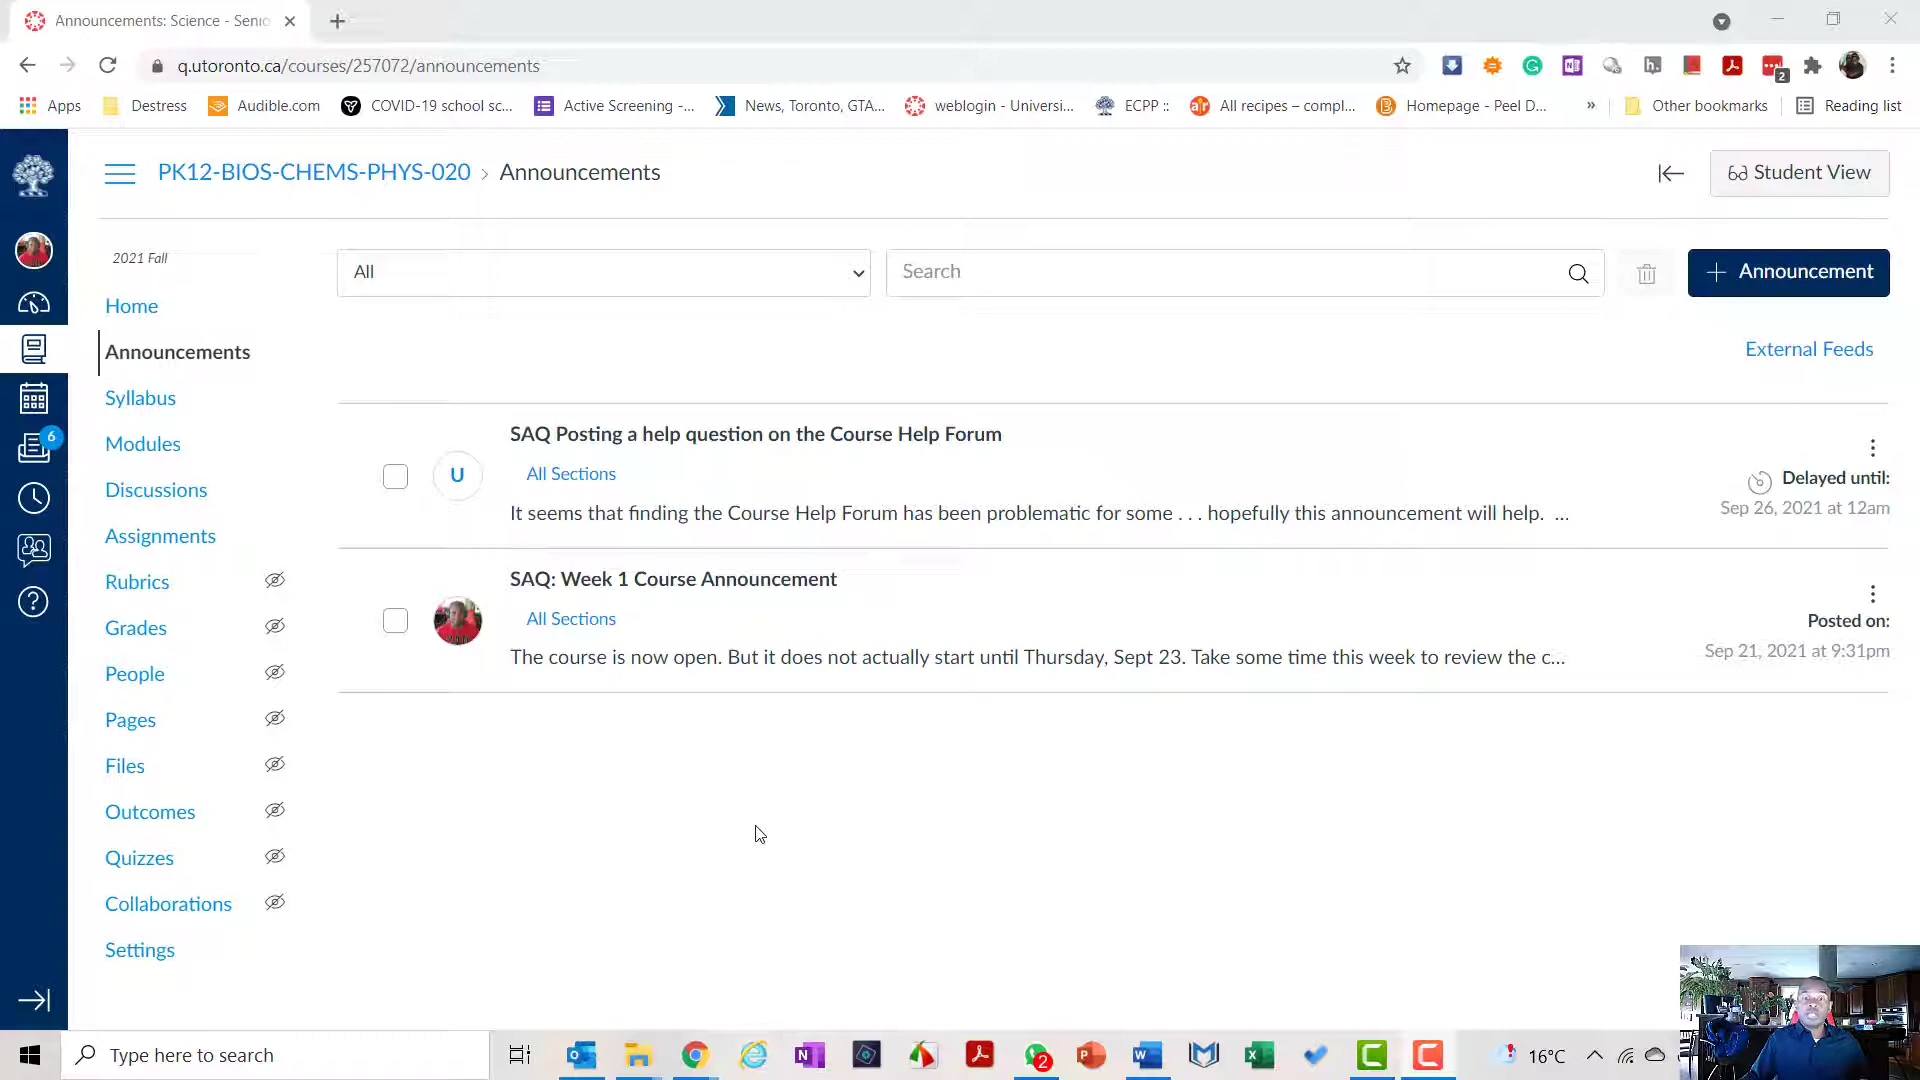 Announcements: Science - Senio
q.utoronto.ca/courses/257072/announcements
2
Apps
Destress
Audible.com
COVID-19 school sc...
Active Screening -...
News, Toronto, GTA...
weblogin - Universi...
ECPP ::
All recipes – compl...
Homepage - Peel D...
»
Other bookmarks
Reading list
PK12-BIOS-CHEMS-PHYS-020 > Announcements
Student View
2021 Fall
Home
Announcements
Syllabus
Modules
Discussions
Assignments
Rubrics
Grades
People
Pages
Files
Outcomes
Quizzes
Collaborations
Settings
6
All
Search
+ Announcement
External Feeds
U
SAQ Posting a help question on the Course Help Forum
All Sections
It seems that finding the Course Help Forum has been problematic for some . . . hopefully this announcement will help. ...
Delayed until:
Sep 26, 2021 at 12am
SAQ: Week 1 Course Announcement
All Sections
The course is now open. But it does not actually start until Thursday, Sept 23. Take some time this week to review the c...
Posted on:
Sep 21, 2021 at 9:31pm
Type here to search
2
16°C